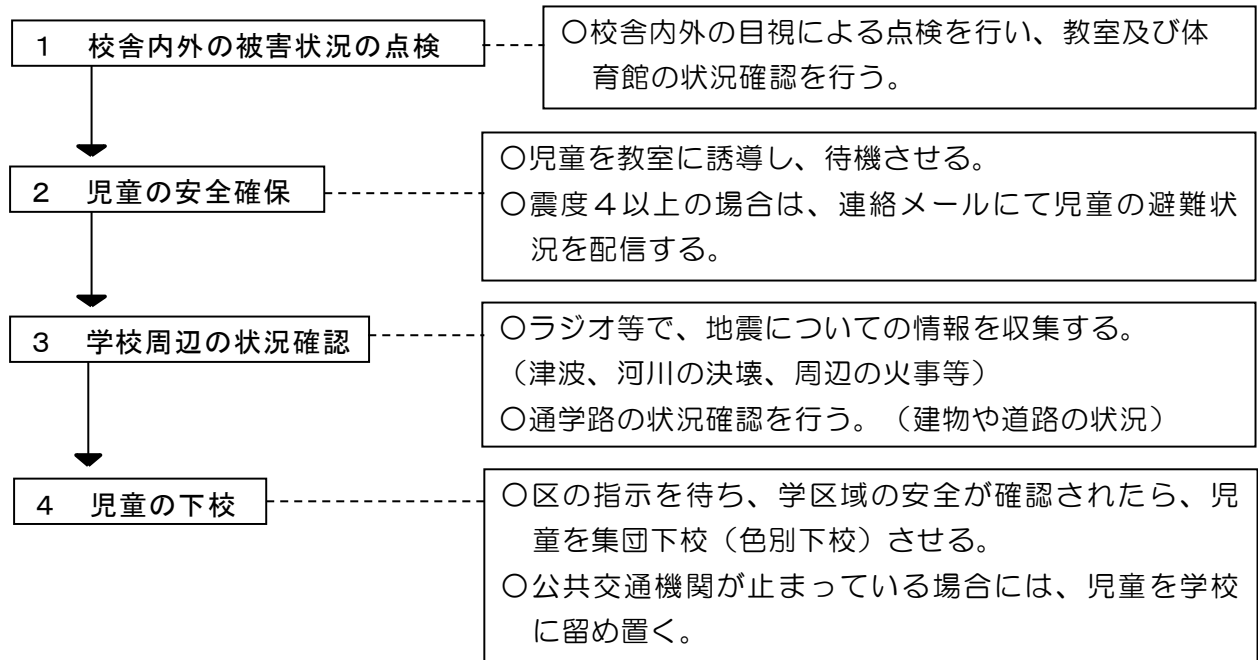 １　校舎内外の被害状況の点検
〇校舎内外の目視による点検を行い、教室及び体
育館の状況確認を行う。
２　児童の安全確保
〇児童を教室に誘導し、待機させる。
〇震度４以上の場合は、連絡メールにて児童の避難状
況を配信する。
３　学校周辺の状況確認
〇ラジオ等で、地震についての情報を収集する。
（津波、河川の決壊、周辺の火事等）
〇通学路の状況確認を行う。（建物や道路の状況）
４　児童の下校
〇区の指示を待ち、学区域の安全が確認されたら、児
童を集団下校（色別下校）させる。
〇公共交通機関が止まっている場合には、児童を学校
に留め置く。